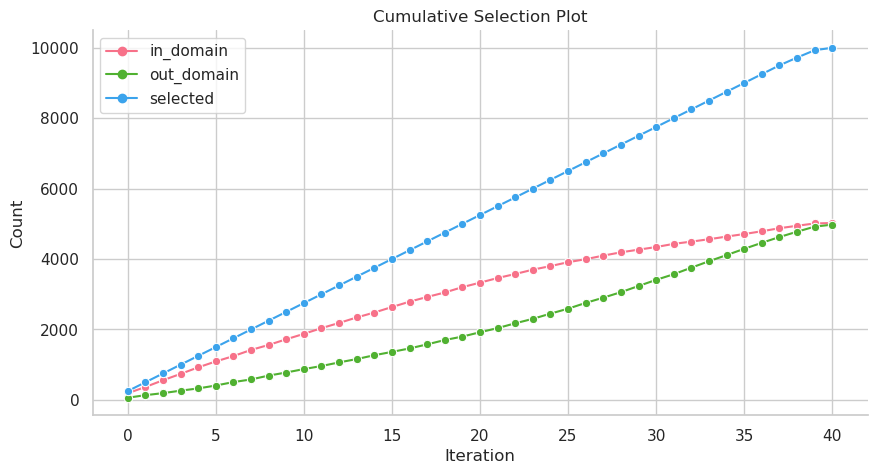 Cumulative Selection Plot
in_domain
out_domain
selected
10000
8000
6000
4000
2000
0
Count
0 5 10 15 20 25 30 35 40
Iteration